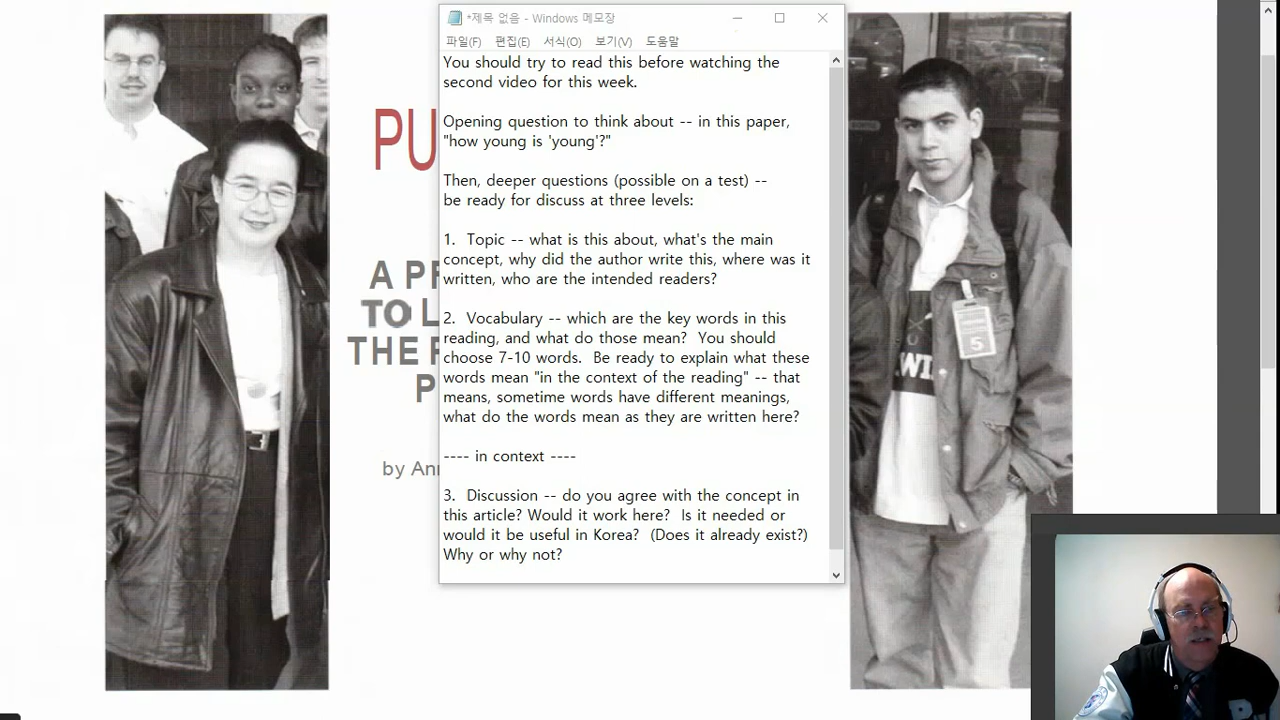 *제목 없음 - Windows 메모장
파일(F) 편집(E) 서식(O) 보기(V) 도움말
You should try to read this before watching the
second video for this week.
Opening question to think about -- in this paper,
"how young is 'young'?"
Then, deeper questions (possible on a test) --
be ready for discuss at three levels:
1.  Topic -- what is this about, what's the main
concept, why did the author write this, where was it
written, who are the intended readers?
2.  Vocabulary -- which are the key words in this
reading, and what do those mean?  You should
choose 7-10 words.  Be ready to explain what these
words mean "in the context of the reading" -- that
means, sometime words have different meanings,
what do the words mean as they are written here?
---- in context ----
3.  Discussion -- do you agree with the concept in
this article? Would it work here?  Is it needed or
would it be useful in Korea?  (Does it already exist?)
Why or why not?
PU
A PR
TO L
THE F
P
by Ann
5
WI